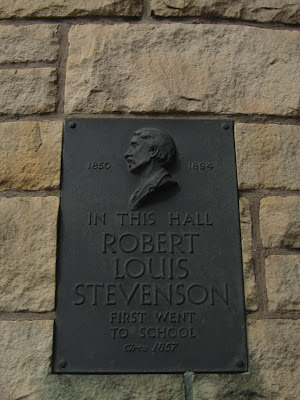 1850 1894
IN THIS HALL
ROBERT
LOUIS
STEVENSON
FIRST WENT
TO SCHOOL
Circa 1857